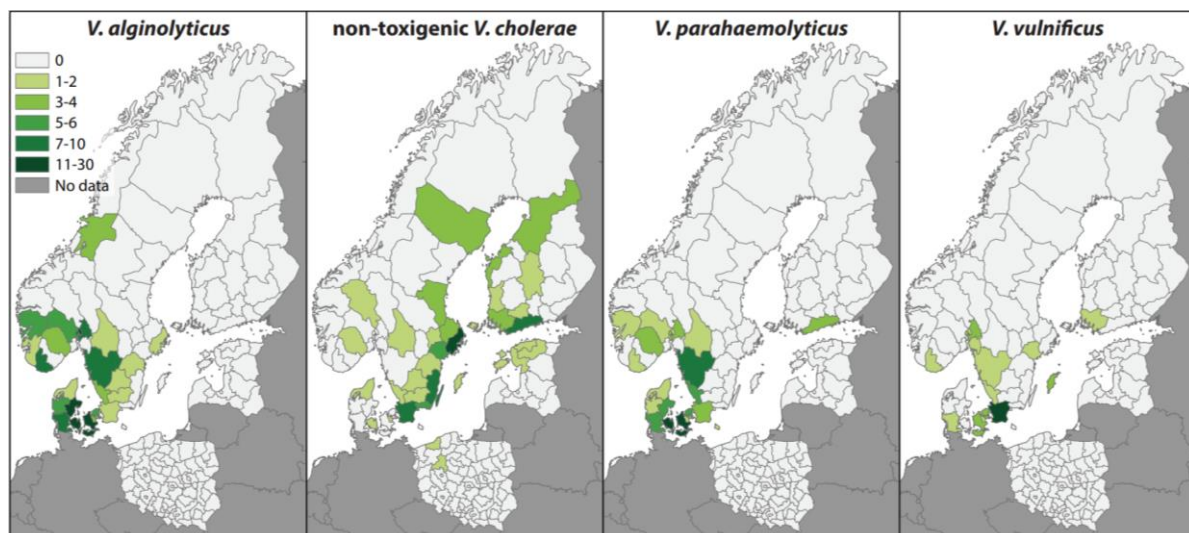 V. alginolyticus
non-toxigenic V. cholerae
V. parahaemolyticus
V. vulnificus
0
1-2
3-4
5-6
7-10
11-30
No data